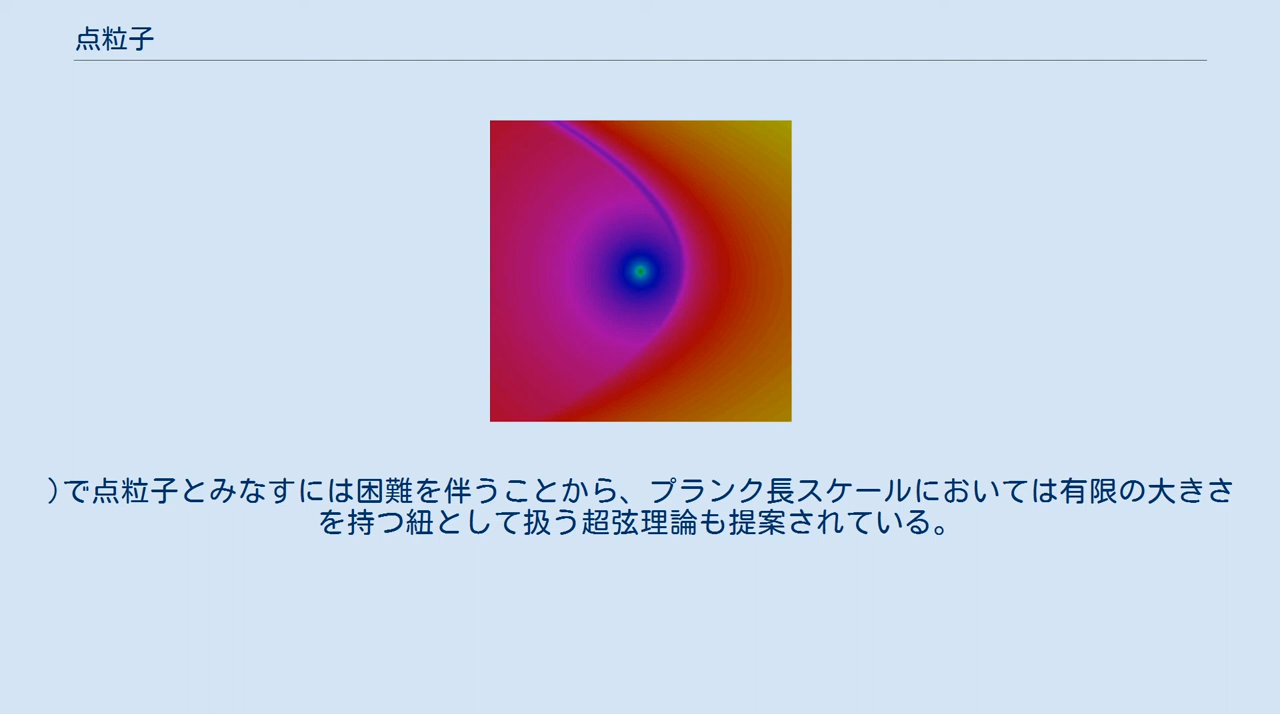 点粒子
)で点粒子とみなすには困難を伴うことから、プランク長スケールにおいては有限の大きさ
を持つ紐として扱う超弦理論も提案されている。